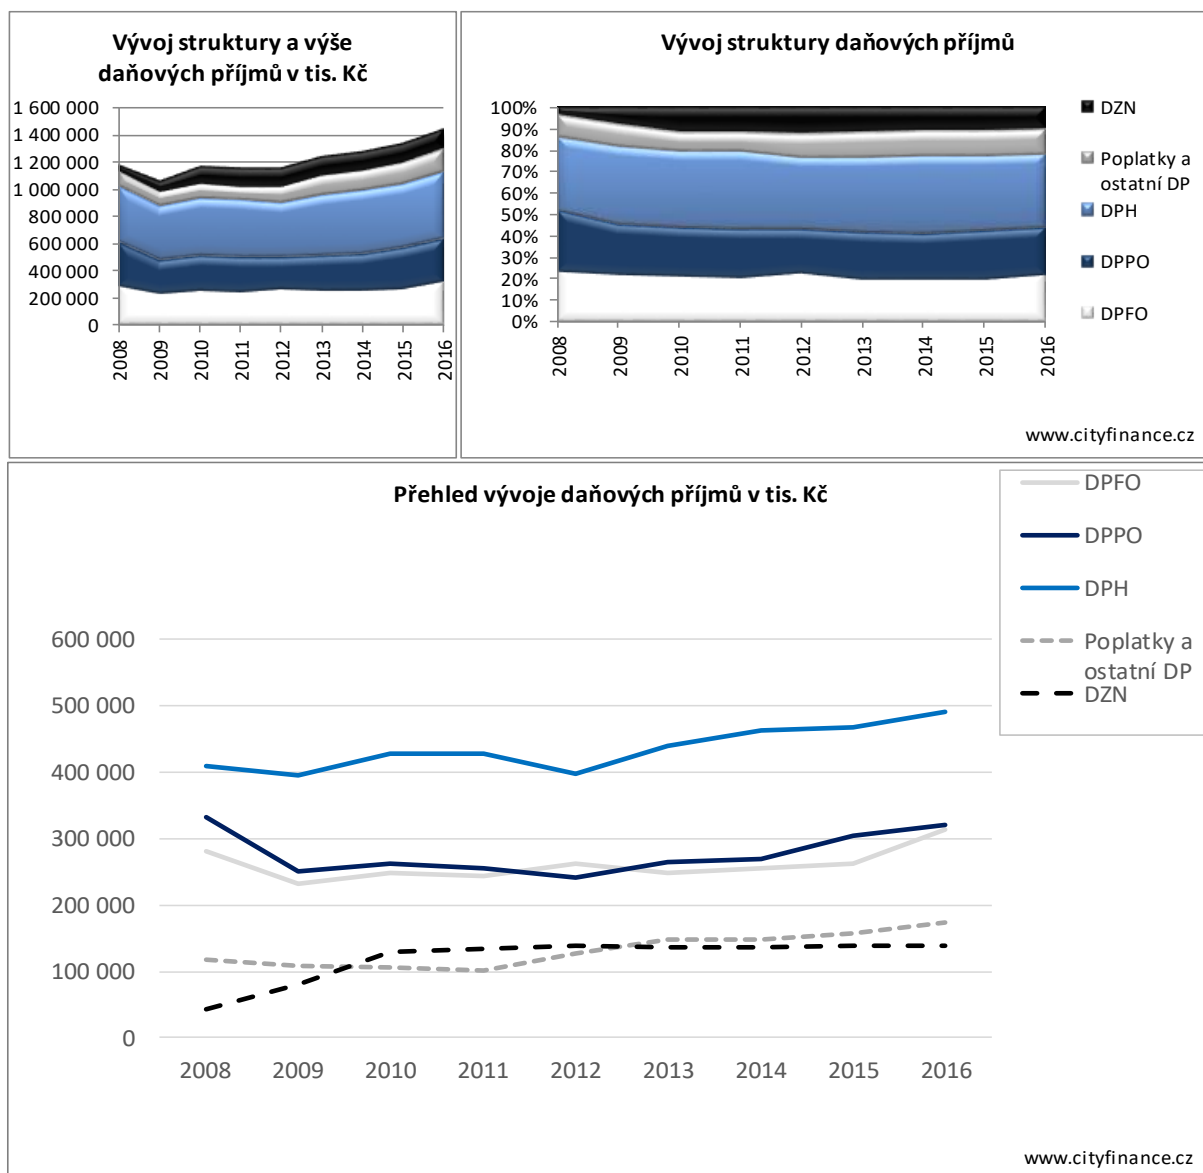 Vývoj struktury a výše
daňových příjmů v tis. Kč
1 600 000
1 400 000
1 200 000
1 000 000
800 000
600 000
400 000
200 000
0
2008
2009
2010
2011
2012
2013
2014
2015
2016
Vývoj struktury daňových příjmů
100%
90%
80%
70%
60%
50%
40%
30%
20%
10%
0%
2008
2009
2010
2011
2012
2013
2014
2015
2016
DZN
Poplatky a
ostatní DP
DPH
DPPO
DPFO
www.cityfinance.cz
Přehled vývoje daňových příjmů v tis. Kč
DPFO
DPPO
DPH
Poplatky a
ostatní DP
DZN
600 000
500 000
400 000
300 000
200 000
100 000
0
2008 2009 2010 2011 2012 2013 2014 2015 2016
www.cityfinance.cz